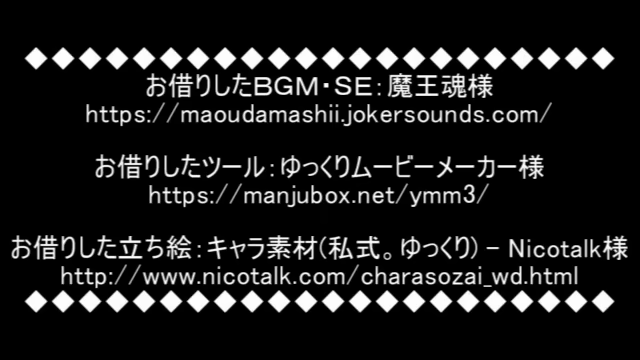 ◆◆◆◆◆◆◆◆◆◆◆◆◆◆◆◆◆◆◆◆◆◆
お借りしたBGM・SE：魔王魂様
https://maoudamashii.jokersounds.com/
お借りしたツール：ゆっくりムービーメーカー様
https://manjubox.net/ymm3/
お借りした立ち絵：キャラ素材(私式。ゆっくり) - Nicotalk様
http://www.nicotalk.com/charasozai_wd.html
◆◆◆◆◆◆◆◆◆◆◆◆◆◆◆◆◆◆◆◆◆◆